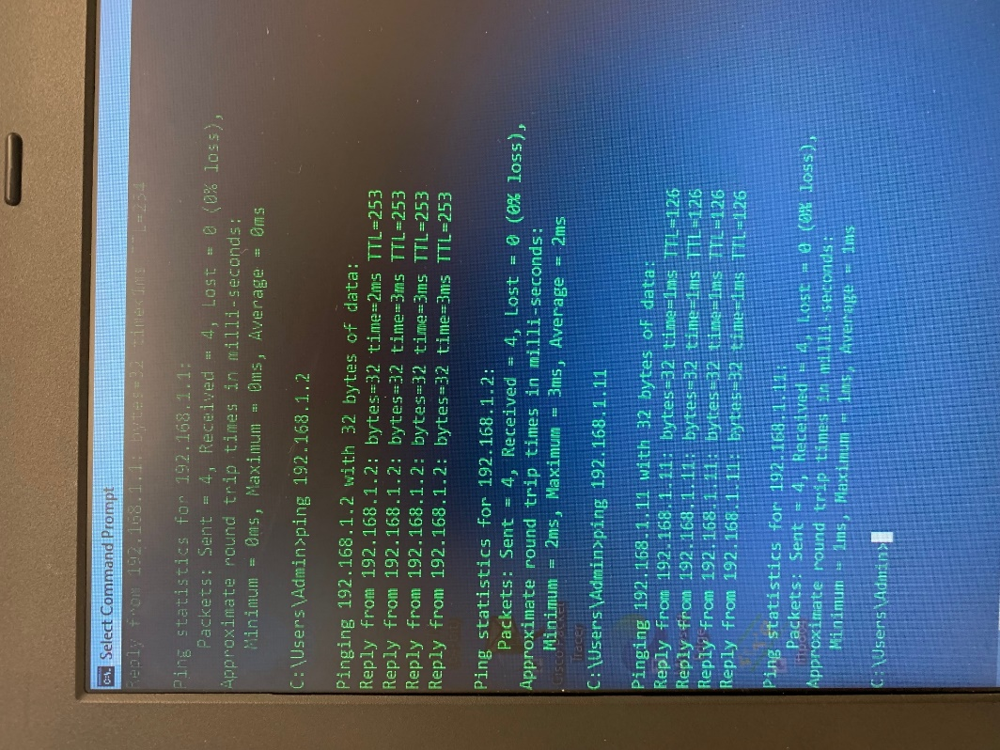 Select Command Prompt
Reply from 192.168.1.1: bytes=32 time<1ms TTL=254
Ping statistics for 192.168.1.1:
Packets: Sent = 4, Received = 4, Lost = 0 (0% loss),
Approximate round trip times in milli-seconds:
Minimum = 0ms, Maximum = 0ms, Average = 0ms
C:\Users\Admin>ping 192.168.1.2
Pinging 192.168.1.2 with 32 bytes of data:
Reply from 192.168.1.2: bytes=32 time=2ms TTL=253
Reply from 192.168.1.2: bytes=32 time=3ms TTL=253
Reply from 192.168.1.2: bytes=32 time=3ms TTL=253
Reply from 192.168.1.2: bytes=32 time=3ms TTL=253
Ping statistics for 192.168.1.2:
Packets: Sent = 4, Received = 4, Lost = 0 (0% loss),
Approximate round trip times in milli-seconds:
Minimum = 2ms, Maximum = 3ms, Average = 2ms
C:\Users\Admin>ping 192.168.1.11
Pinging 192.168.1.11 with 32 bytes of data:
Reply from 192.168.1.11: bytes=32 time=1ms TTL=126
Reply from 192.168.1.11: bytes=32 time=1ms TTL=126
Reply from 192.168.1.11: bytes=32 time=1ms TTL=126
Reply from 192.168.1.11: bytes=32 time=1ms TTL=126
Ping statistics for 192.168.1.11:
Packets: Sent = 4, Received = 4, Lost = 0 (0% loss),
Approximate round trip times in milli-seconds:
Minimum = 1ms, Maximum = 1ms, Average = 1ms
C:\Users\Admin>
Tracer